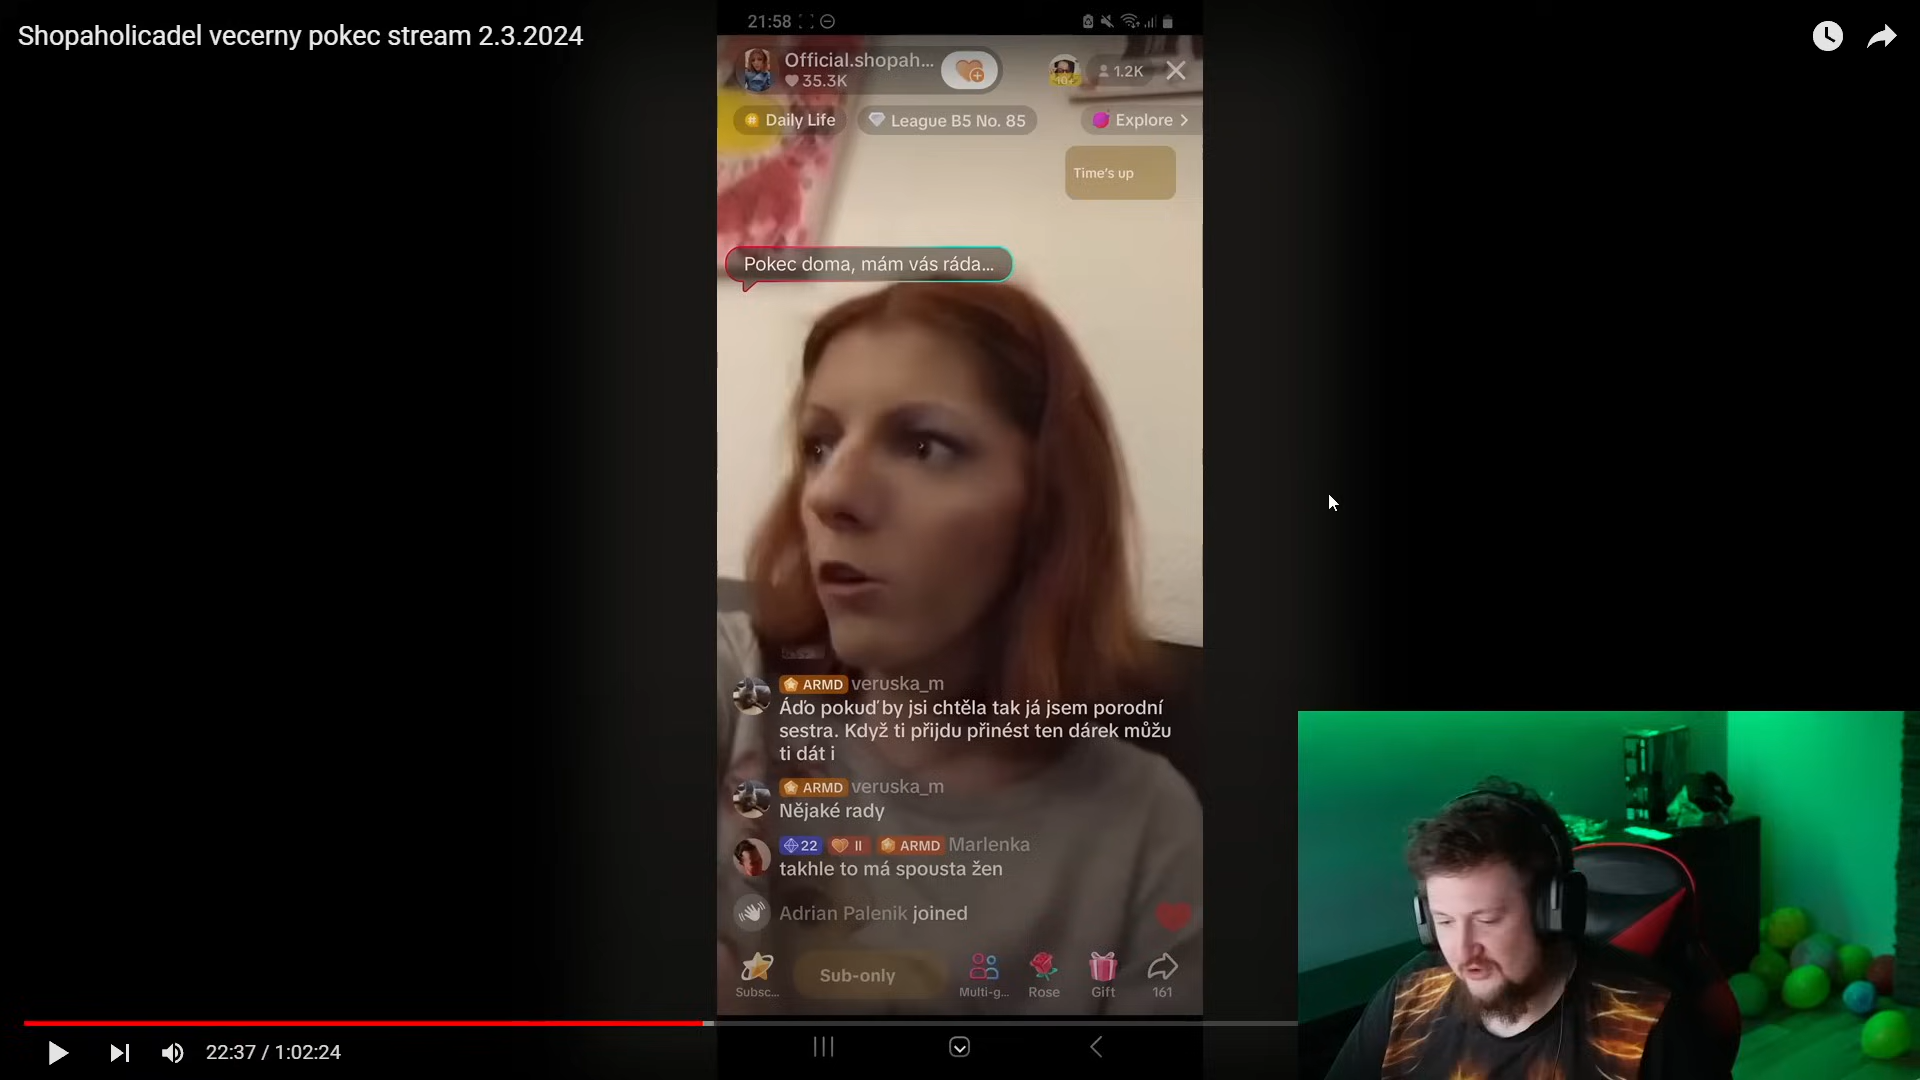 Shopaholicadel vecerny pokec stream 2.3.2024
21:58
Official.shopah...
35.3K
1.2K
Daily Life
League B5 No. 85
Explore
Time's up
Pokec doma, mám vás ráda...
ARMD veruska_m
Áďo pokuď by jsi chtěla tak já jsem porodní
sestra. Když ti přijdu přinést ten dárek můžu
ti dát i
ARMD veruska_m
Nějaké rady
22 II ARMD Marlenka
takhle to má spousta žen
Adrian Palenik joined
Sub-only
Subsc...
Multi-g...
Rose
Gift
161
22:37 / 1:02:24